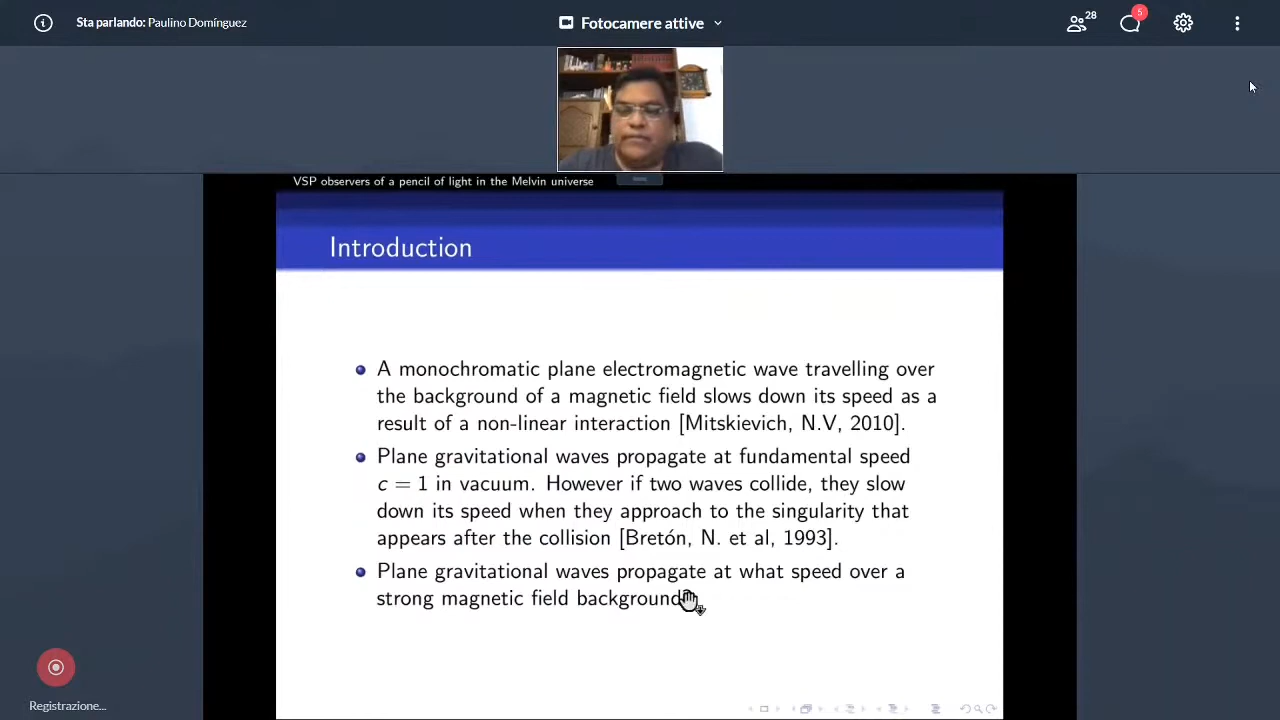 Sta parlando: Paulino Domínguez
Fotocamere attive
28
5
VSP observers of a pencil of light in the Melvin universe
Introduction
A monochromatic plane electromagnetic wave travelling over
the background of a magnetic field slows down its speed as a
result of a non-linear interaction [Mitskievich, N.V, 2010].
Plane gravitational waves propagate at fundamental speed
c = 1 in vacuum. However if two waves collide, they slow
down its speed when they approach to the singularity that
appears after the collision [Bretón, N. et al, 1993].
Plane gravitational waves propagate at what speed over a
strong magnetic field background
Registrazione...